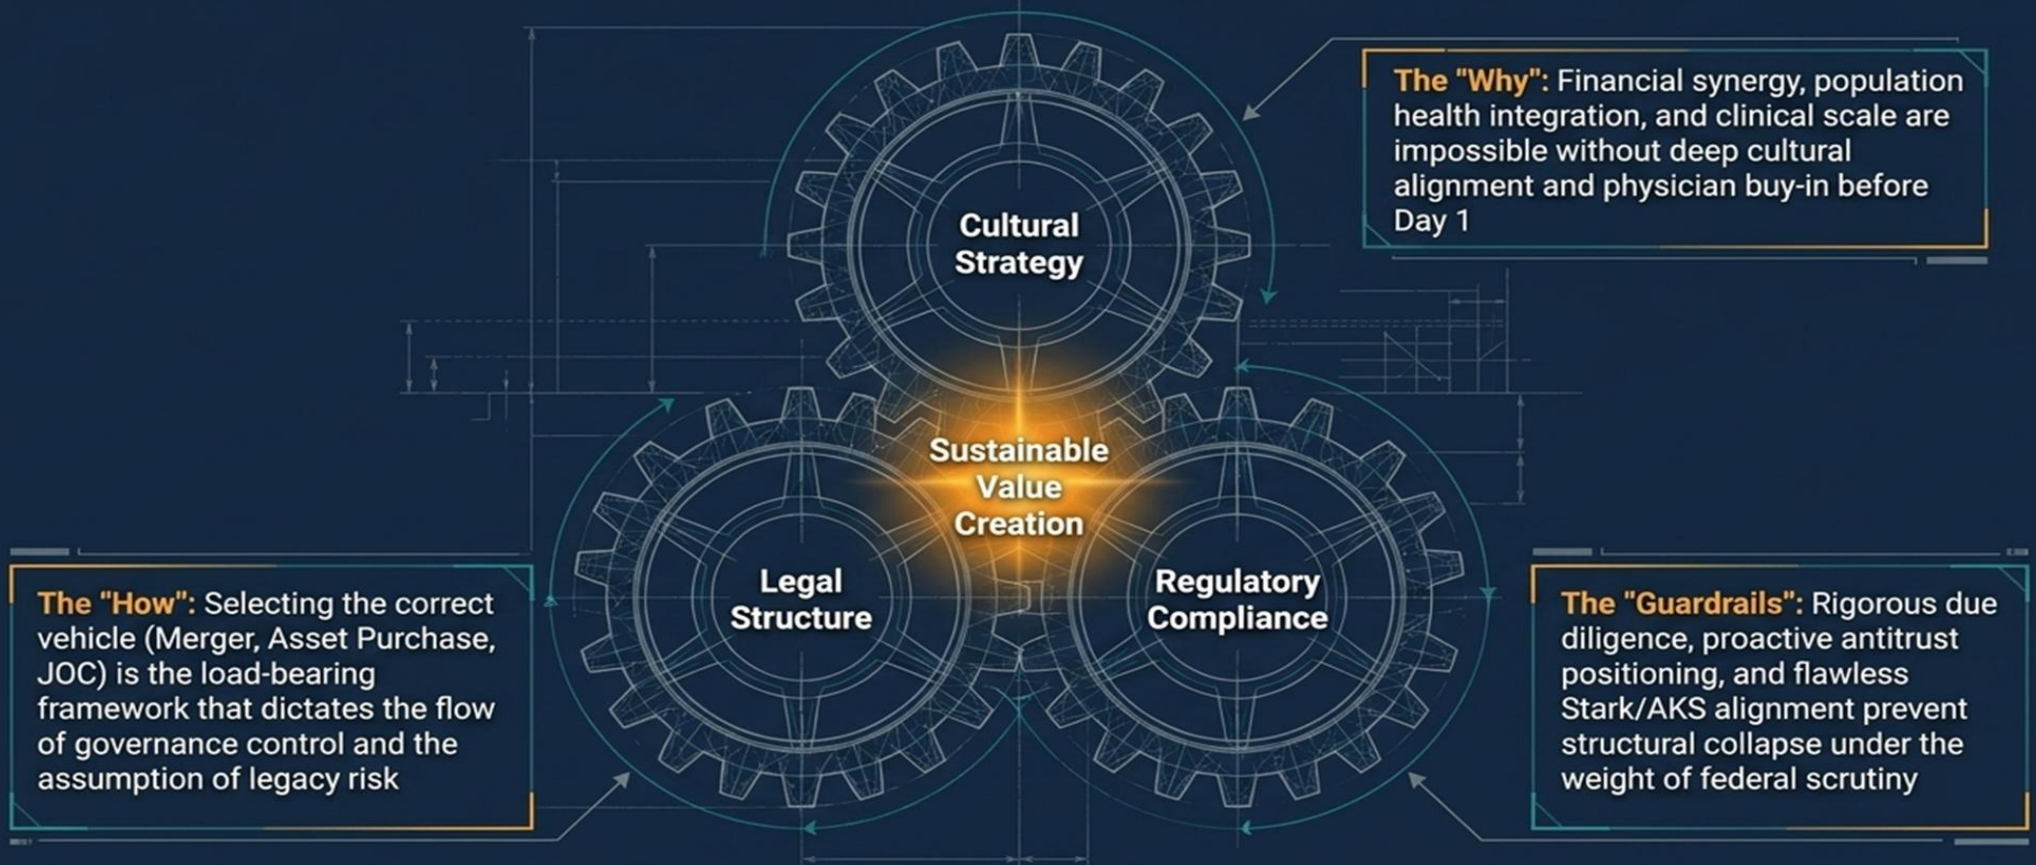 Cultural
Strategy
The "Why": Financial synergy, population
health integration, and clinical scale are
impossible without deep cultural
alignment and physician buy-in before
Day 1
Sustainable
Value
Creation
Legal
Structure
Regulatory
Compliance
The "How": Selecting the correct
vehicle (Merger, Asset Purchase,
JOC) is the load-bearing
framework that dictates the flow
of governance control and the
assumption of legacy risk
The "Guardrails": Rigorous due
diligence, proactive antitrust
positioning, and flawless
Stark/AKS alignment prevent
structural collapse under the
weight of federal scrutiny